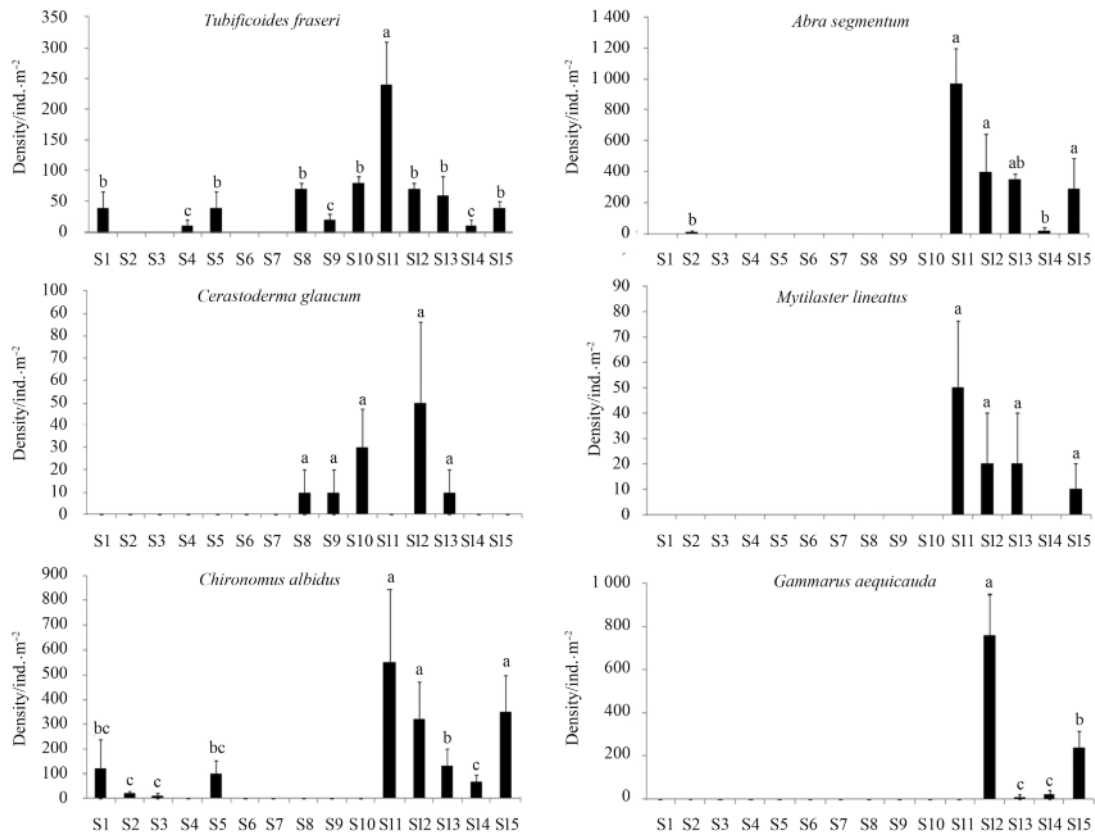 Tubificoides fraseri
Density/ind.·m⁻²
350
300
250
200
150
100
50
0
b
c
b
b
c
b
a
b
b
c
b
S1 S2 S3 S4 S5 S6 S7 S8 S9 S10 S11 S12 S13 S14 S15
Abra segmentum
Density/ind.·m⁻²
1 400
1 200
1 000
800
600
400
200
0
b
a
a
ab
b
a
S1 S2 S3 S4 S5 S6 S7 S8 S9 S10 S11 S12 S13 S14 S15
Cerastoderma glaucum
Density/ind.·m⁻²
100
60
80
70
60
50
40
30
20
10
0
a
a
a
a
a
S1 S2 S3 S4 S5 S6 S7 S8 S9 S10 S11 S12 S13 S14 S15
Mytilaster lineatus
Density/ind.·m⁻²
90
80
70
60
50
40
30
20
10
0
a
a
a
a
S1 S2 S3 S4 S5 S6 S7 S8 S9 S10 S11 S12 S13 S14 S15
Chironomus albidus
Density/ind.·m⁻²
900
800
700
600
500
400
300
200
100
0
bc
c
c
bc
a
a
b
c
a
S1 S2 S3 S4 S5 S6 S7 S8 S9 S10 S11 S12 S13 S14 S15
Gammarus aequicauda
Density/ind.·m⁻²
1 000
800
600
400
200
0
a
c
c
b
S1 S2 S3 S4 S5 S6 S7 S8 S9 S10 S11 S12 S13 S14 S15